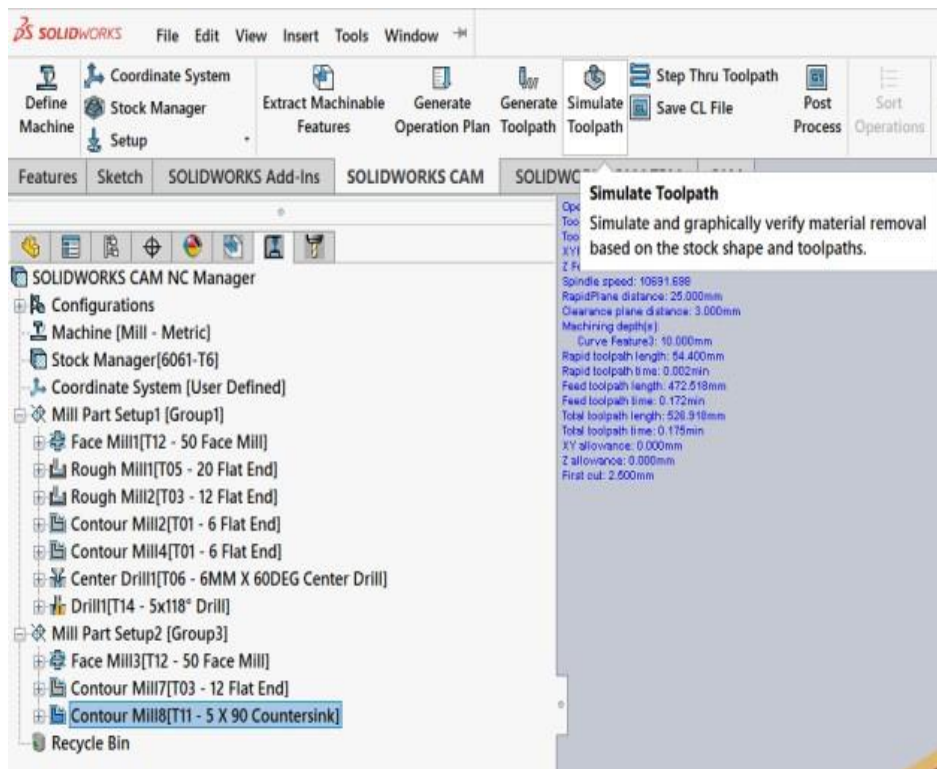 SOLIDWORKS File Edit View Insert Tools Window
Define Machine
Coordinate System
Stock Manager
Setup
Extract Machinable Features
Generate Operation Plan
Generate Toolpath
Simulate Toolpath
Step Thru Toolpath
Save CL File
Post Process
Sort Operations
Features Sketch SOLIDWORKS Add-Ins SOLIDWORKS CAM
Simulate Toolpath
Simulate and graphically verify material removal
based on the stock shape and toolpaths.
Spindle speed: 10691.698
RapidPlane distance: 25.000mm
Clearance plane distance: 3.000mm
Machining depth(s)
Curve Feature3: 10.000mm
Rapid toolpath length: 54.400mm
Rapid toolpath time: 0.002min
Feed toolpath length: 472.518mm
Feed toolpath time: 0.172min
Total toolpath length: 526.918mm
Total toolpath time: 0.175min
XY allowance: 0.000mm
Z allowance: 0.000mm
First cut: 2.500mm
SOLIDWORKS CAM NC Manager
Configurations
Machine [Mill - Metric]
Stock Manager[6061-T6]
Coordinate System [User Defined]
Mill Part Setup1 [Group1]
Face Mill1[T12 - 50 Face Mill]
Rough Mill1[T05 - 20 Flat End]
Rough Mill2[T03 - 12 Flat End]
Contour Mill2[T01 - 6 Flat End]
Contour Mill4[T01 - 6 Flat End]
Center Drill1[T06 - 6MM X 60DEG Center Drill]
Drill1[T14 - 5x118° Drill]
Mill Part Setup2 [Group3]
Face Mill3[T12 - 50 Face Mill]
Contour Mill7[T03 - 12 Flat End]
Contour Mill8[T11 - 5 X 90 Countersink]
Recycle Bin